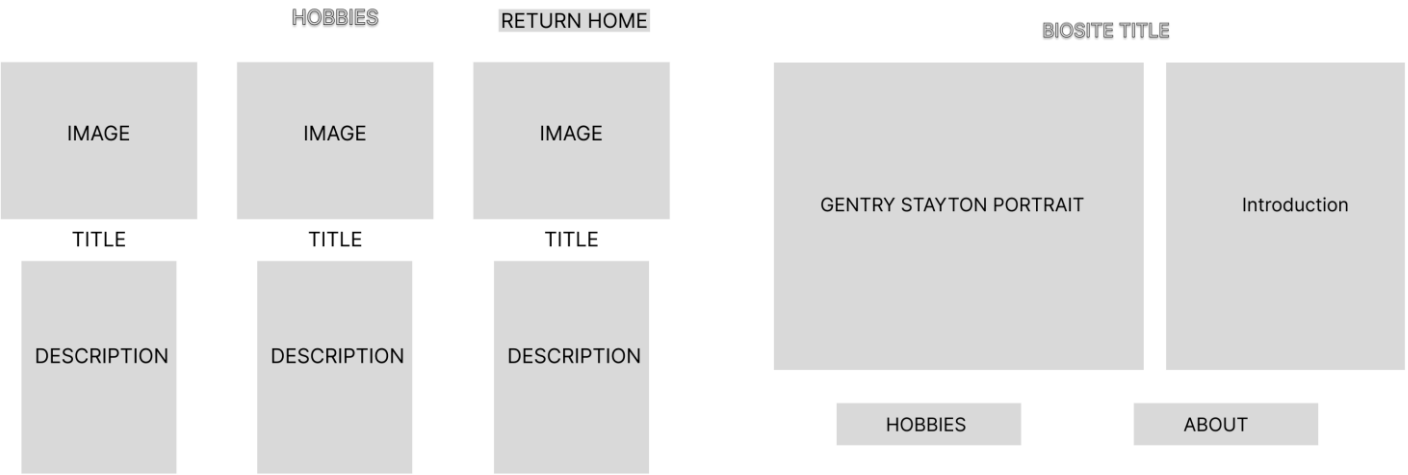 HOBBIES
RETURN HOME
IMAGE
IMAGE
IMAGE
TITLE
TITLE
TITLE
DESCRIPTION
DESCRIPTION
DESCRIPTION
BIOSITE TITLE
GENTRY STAYTON PORTRAIT
Introduction
HOBBIES
ABOUT